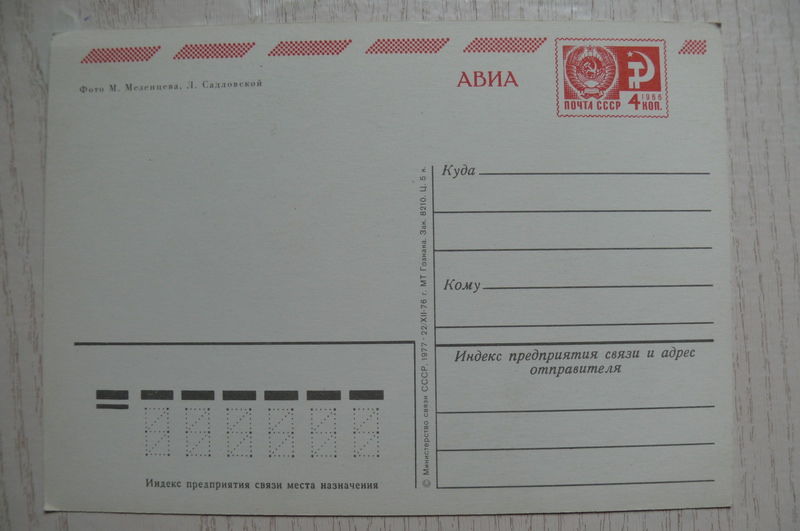 Фото М. Меленцева, Л. Садловской
АВИА
ПОЧТА СССР
1966
4 КОП.
Куда
Кому
Индекс предприятия связи и адрес
отправителя
© Министерство связи СССР, 1977 · 22/XII-76 г. МТ Гознака. Зак. 8210. Ц. 5 к.
Индекс предприятия связи места назначения